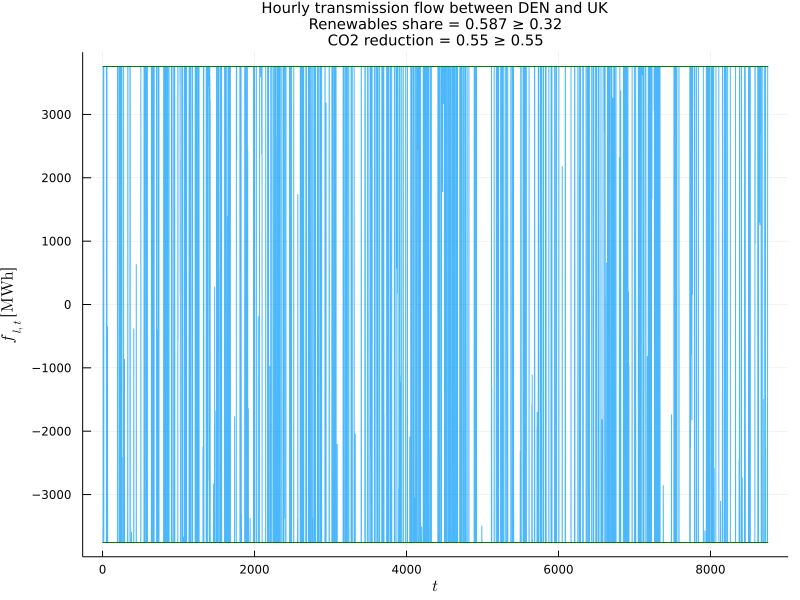 Hourly transmission flow between DEN and UK
Renewables share = 0.587 ≥ 0.32
CO2 reduction = 0.55 ≥ 0.55
3000
2000
1000
0
−1000
−2000
−3000
f_{l,t} [MWh]
0
2000
4000
6000
8000
t